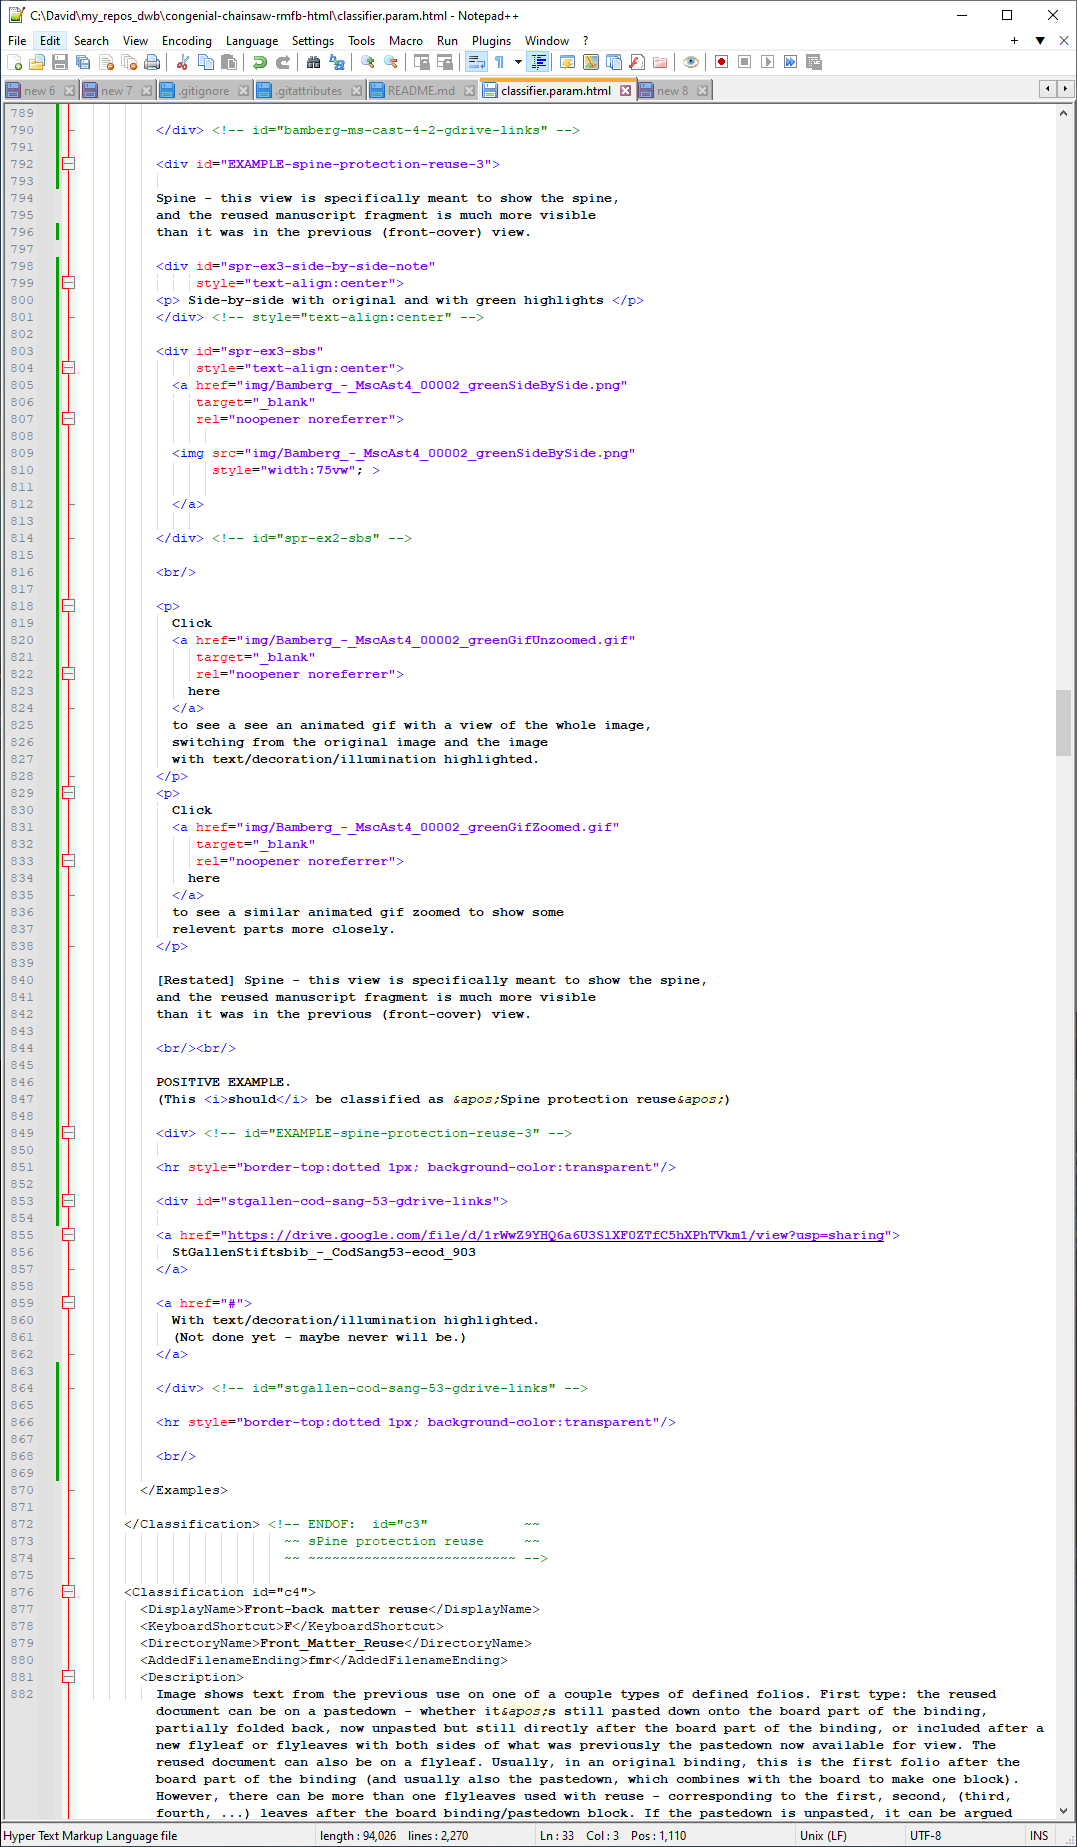 C:\David\my_repos_dwb\congenial-chainsaw-rmfb-html\classifier.param.html - Notepad++
File Edit Search View Encoding Language Settings Tools Macro Run Plugins Window ?
new 6 new 7 .gitignore .gitattributes README.md classifier.param.html new 8
789
790 </div> <!-- id="bamberg-ms-cast-4-2-gdrive-links" -->
791
792 <div id="EXAMPLE-spine-protection-reuse-3">
793
794 Spine - this view is specifically meant to show the spine,
795 and the reused manuscript fragment is much more visible
796 than it was in the previous (front-cover) view.
797
798 <div id="spr-ex3-side-by-side-note"
799 style="text-align:center">
800 <p> Side-by-side with original and with green highlights </p>
801 </div> <!-- style="text-align:center" -->
802
803 <div id="spr-ex3-sbs"
804 style="text-align:center">
805 <a href="img/Bamberg_-_MscAst4_00002_greenSideBySide.png"
806 target="_blank"
807 rel="noopener noreferrer">
808
809 <img src="img/Bamberg_-_MscAst4_00002_greenSideBySide.png"
810 style="width:75vw"; >
811
812 </a>
813
814 </div> <!-- id="spr-ex2-sbs" -->
815
816 <br/>
817
818 <p>
819 Click
820 <a href="img/Bamberg_-_MscAst4_00002_greenGifUnzoomed.gif"
821 target="_blank"
822 rel="noopener noreferrer">
823 here
824 </a>
825 to see a see an animated gif with a view of the whole image,
826 switching from the original image and the image
827 with text/decoration/illumination highlighted.
828 </p>
829 <p>
830 Click
831 <a href="img/Bamberg_-_MscAst4_00002_greenGifZoomed.gif"
832 target="_blank"
833 rel="noopener noreferrer">
834 here
835 </a>
836 to see a similar animated gif zoomed to show some
837 relevent parts more closely.
838 </p>
839
840 [Restated] Spine - this view is specifically meant to show the spine,
841 and the reused manuscript fragment is much more visible
842 than it was in the previous (front-cover) view.
843
844 <br/><br/>
845
846 POSITIVE EXAMPLE.
847 (This <i>should</i> be classified as &apos;Spine protection reuse&apos;)
848
849 <div> <!-- id="EXAMPLE-spine-protection-reuse-3" -->
850
851 <hr style="border-top:dotted 1px; background-color:transparent"/>
852
853 <div id="stgallen-cod-sang-53-gdrive-links">
854
855 <a href="https://drive.google.com/file/d/1rWwZ9YHQ6a6U3SlXF0ZTfC5hXPhTVkm1/view?usp=sharing">
856 StGallenStiftsbib_-_CodSang53-ecod_903
857 </a>
858
859 <a href="#">
860 With text/decoration/illumination highlighted.
861 (Not done yet - maybe never will be.)
862 </a>
863
864 </div> <!-- id="stgallen-cod-sang-53-gdrive-links" -->
865
866 <hr style="border-top:dotted 1px; background-color:transparent"/>
867
868 <br/>
869
870 </Examples>
871
872 </Classification> <!-- ENDOF: id="c3" ~~
873 ~~ sPine protection reuse ~~
874 ~~ ~~~~~~~~~~~~~~~~~~~~~~~~~~ -->
875
876 <Classification id="c4">
877 <DisplayName>Front-back matter reuse</DisplayName>
878 <KeyboardShortcut>F</KeyboardShortcut>
879 <DirectoryName>Front_Matter_Reuse</DirectoryName>
880 <AddedFilenameEnding>fmr</AddedFilenameEnding>
881 <Description>
882 Image shows text from the previous use on one of a couple types of defined folios. First type: the reused
document can be on a pastedown - whether it&apos;s still pasted down onto the board part of the binding,
partially folded back, now unpasted but still directly after the board part of the binding, or included after a
new flyleaf or flyleaves with both sides of what was previously the pastedown now available for view. The
reused document can also be on a flyleaf. Usually, in an original binding, this is the first folio after the
board part of the binding (and usually also the pastedown, which combines with the board to make one block).
However, there can be more than one flyleaves used with reuse - corresponding to the first, second, (third,
fourth, ...) leaves after the board binding/pastedown block. If the pastedown is unpasted, it can be argued
Hyper Text Markup Language file length : 94,026 lines : 2,270 Ln : 33 Col : 3 Pos : 1,110 Unix (LF) UTF-8 INS